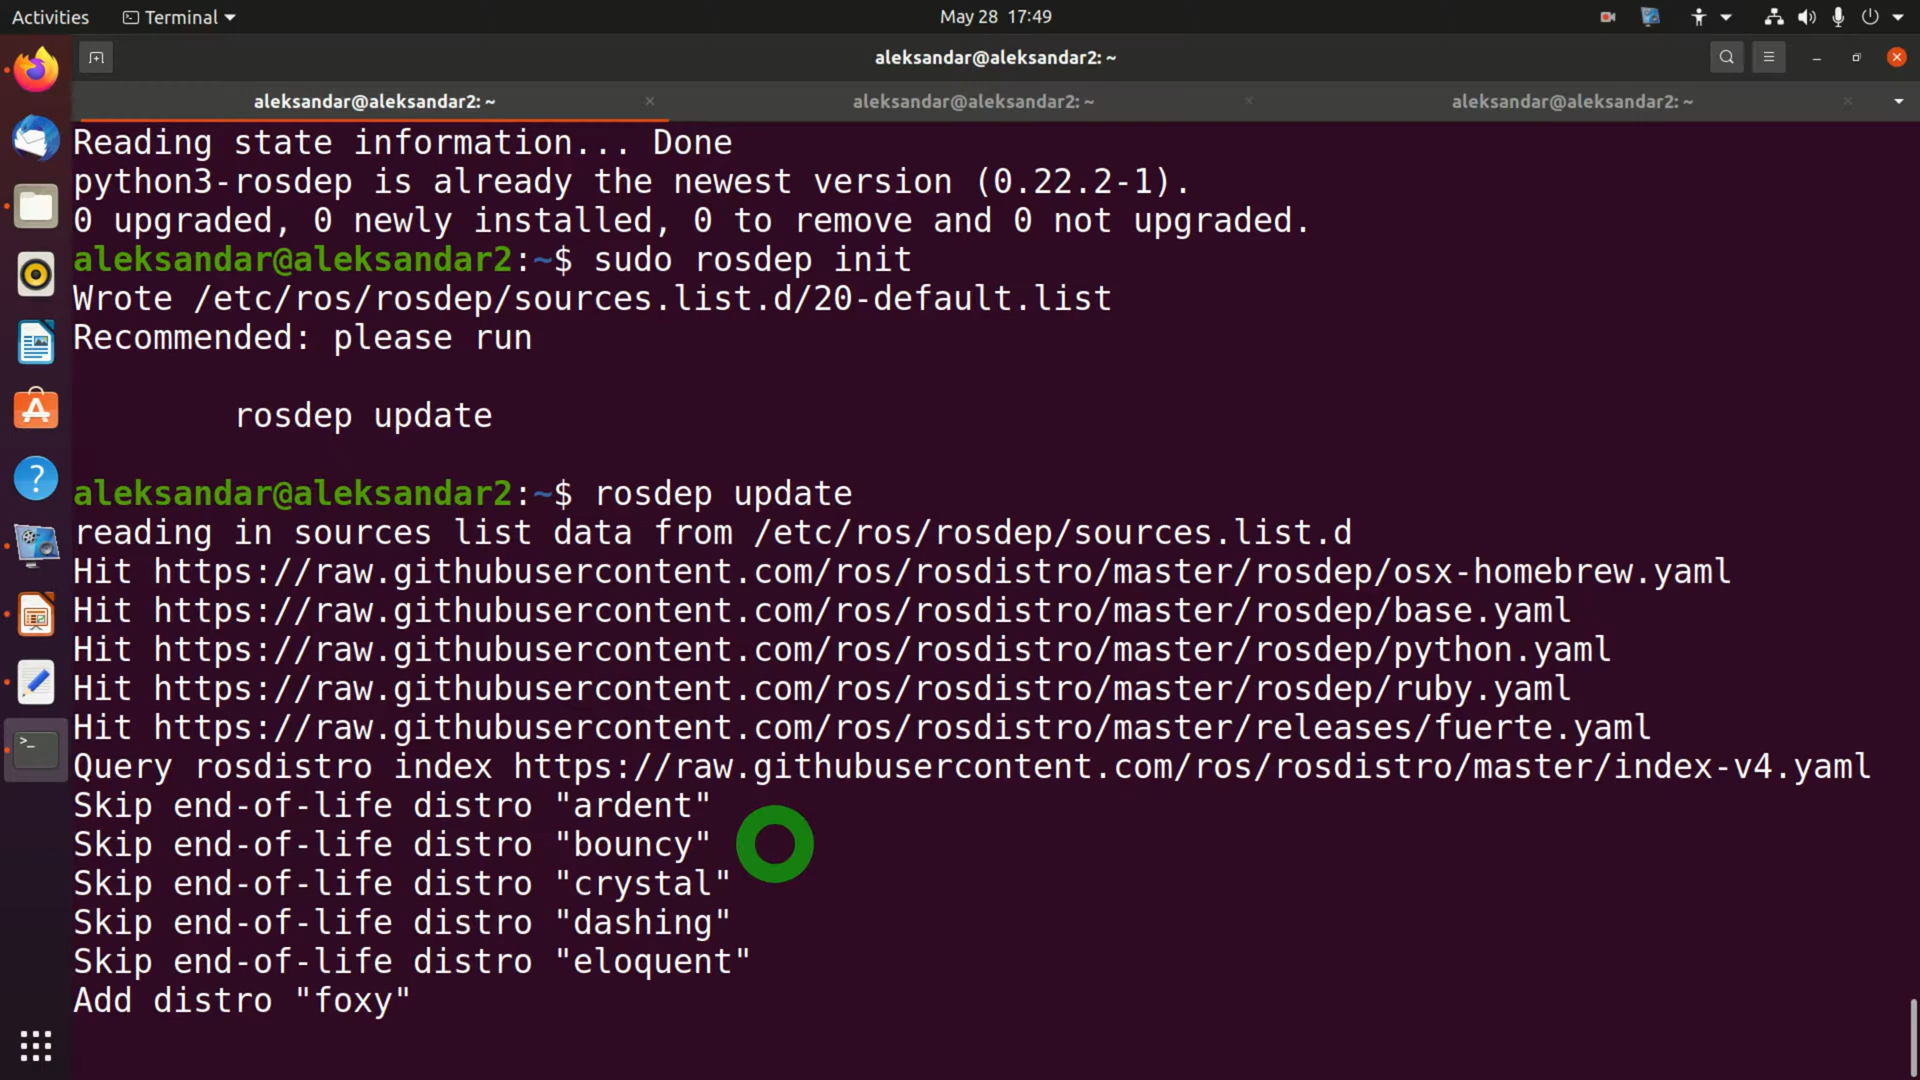 Activities
Terminal
May 28 17:49
aleksandar@aleksandar2: ~
aleksandar@aleksandar2: ~
aleksandar@aleksandar2: ~
aleksandar@aleksandar2: ~
Reading state information... Done
python3-rosdep is already the newest version (0.22.2-1).
0 upgraded, 0 newly installed, 0 to remove and 0 not upgraded.
aleksandar@aleksandar2:~$ sudo rosdep init
Wrote /etc/ros/rosdep/sources.list.d/20-default.list
Recommended: please run
rosdep update
aleksandar@aleksandar2:~$ rosdep update
reading in sources list data from /etc/ros/rosdep/sources.list.d
Hit https://raw.githubusercontent.com/ros/rosdistro/master/rosdep/osx-homebrew.yaml
Hit https://raw.githubusercontent.com/ros/rosdistro/master/rosdep/base.yaml
Hit https://raw.githubusercontent.com/ros/rosdistro/master/rosdep/python.yaml
Hit https://raw.githubusercontent.com/ros/rosdistro/master/rosdep/ruby.yaml
Hit https://raw.githubusercontent.com/ros/rosdistro/master/releases/fuerte.yaml
Query rosdistro index https://raw.githubusercontent.com/ros/rosdistro/master/index-v4.yaml
Skip end-of-life distro "ardent"
Skip end-of-life distro "bouncy"
Skip end-of-life distro "crystal"
Skip end-of-life distro "dashing"
Skip end-of-life distro "eloquent"
Add distro "foxy"